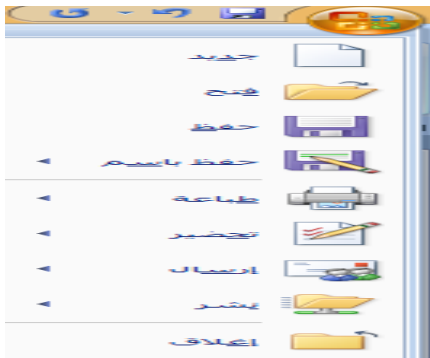 جديد
فتح
حفظ
حفظ باسم
طباعة
تحضير
إرسال
نشر
إغلاق